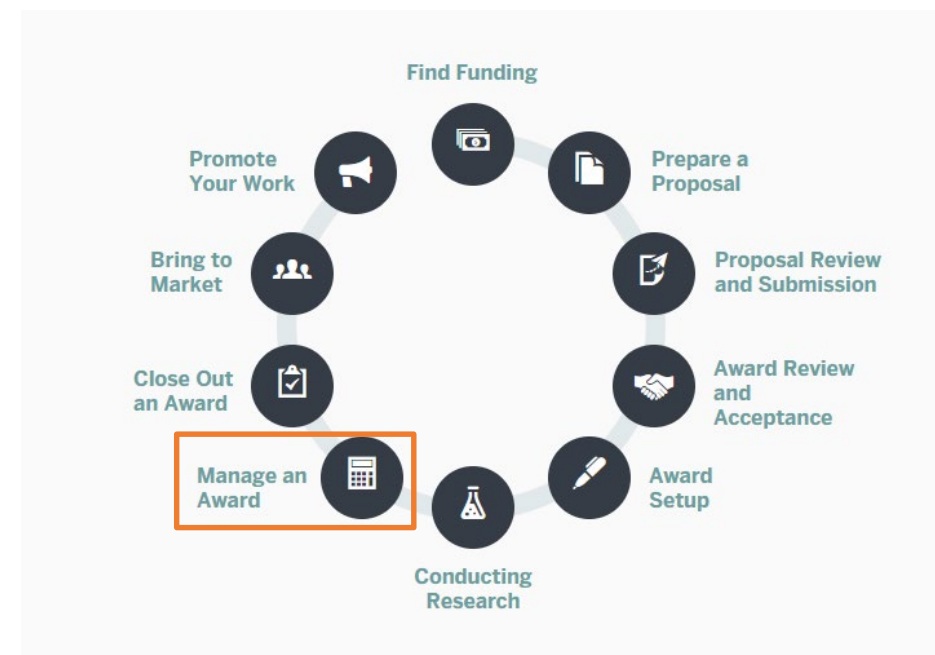 Find Funding
Prepare a
Proposal
Proposal Review
and Submission
Award Review
and
Acceptance
Award
Setup
Conducting
Research
Manage an
Award
Close Out
an Award
Bring to
Market
Promote
Your Work